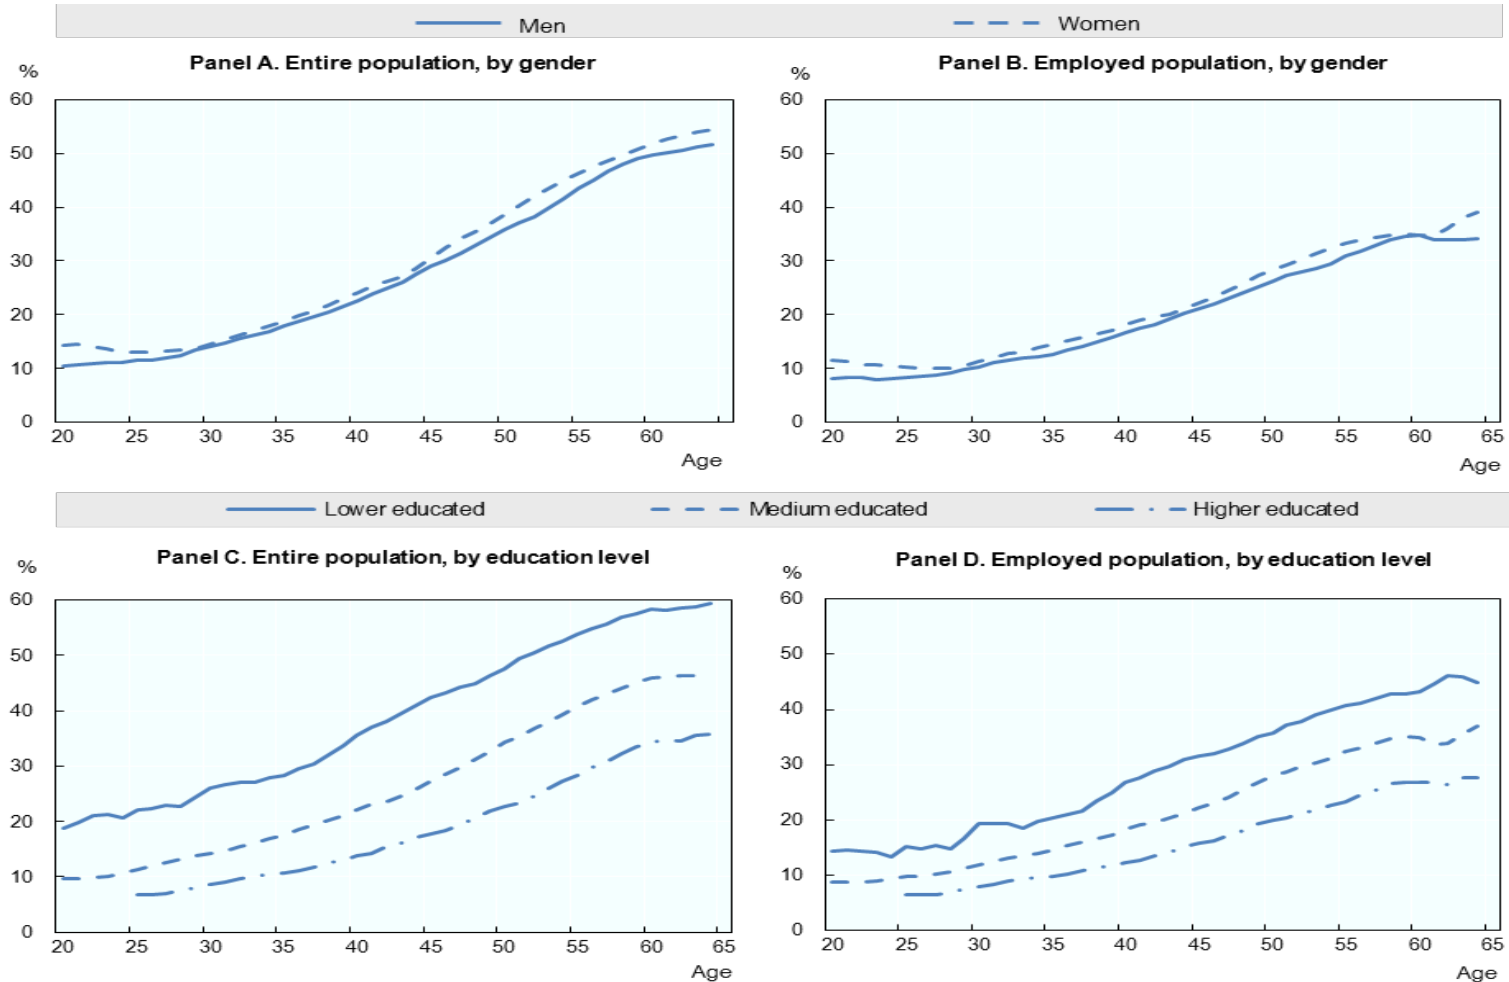 Men Women
Panel A. Entire population, by gender
%
60
50
40
30
20
10
0
20 25 30 35 40 45 50 55 60
Age
Panel B. Employed population, by gender
%
60
50
40
30
20
10
0
20 25 30 35 40 45 50 55 60 65
Age
Lower educated Medium educated Higher educated
Panel C. Entire population, by education level
%
60
50
40
30
20
10
0
20 25 30 35 40 45 50 55 60 65
Age
Panel D. Employed population, by education level
%
60
50
40
30
20
10
0
20 25 30 35 40 45 50 55 60 65
Age